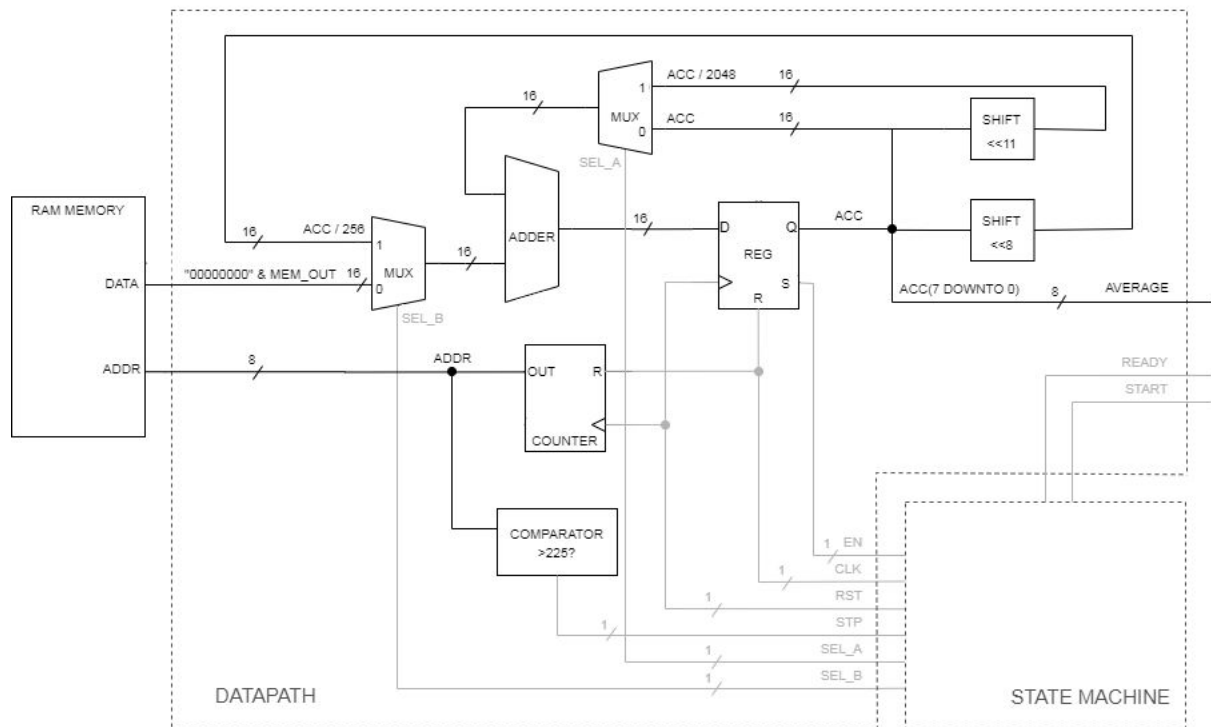 ACC / 2048
16
1
16
MUX
ACC
16
0
SHIFT
<<11
SEL_A
RAM MEMORY
16
ACC / 256
1
16
ADDER
16
D
Q
ACC
SHIFT
<<8
REG
DATA
"00000000" & MEM_OUT
16
0
MUX
S
R
ACC(7 DOWNTO 0)
8
AVERAGE
SEL_B
ADDR
8
ADDR
OUT
R
COUNTER
READY
START
COMPARATOR
>225?
1
EN
1
CLK
1
RST
1
STP
1
SEL_A
1
SEL_B
DATAPATH
STATE MACHINE